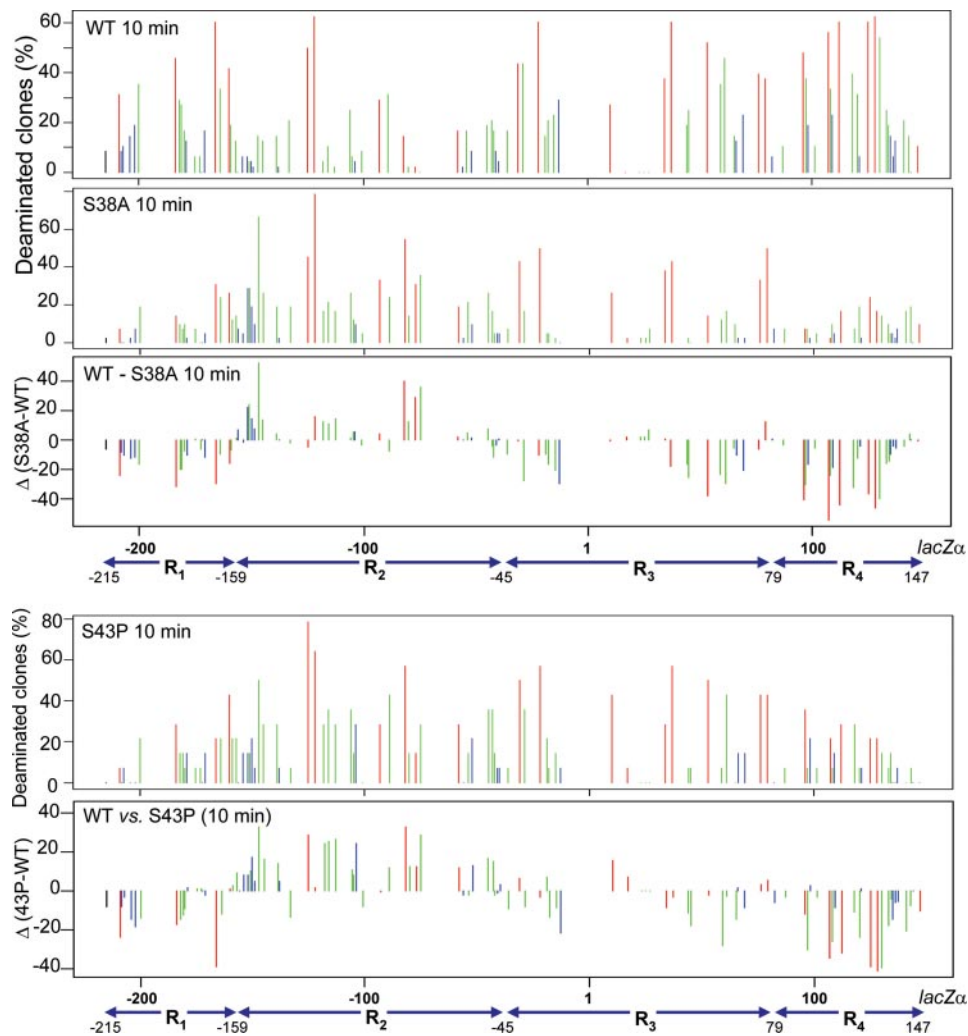 WT 10 min
Deaminated clones (%)
60
40
20
0
S38A 10 min
60
40
20
0
WT - S38A 10 min
Δ (S38A-WT)
40
20
0
-20
-40
-200
-100
1
100
lacZα
-215
R1
-159
R2
-45
R3
79
R4
147
S43P 10 min
Deaminated clones (%)
80
60
40
20
0
WT vs. S43P (10 min)
Δ (43P-WT)
40
20
0
-20
-40
-200
-100
1
100
lacZα
-215
R1
-159
R2
-45
R3
79
R4
147